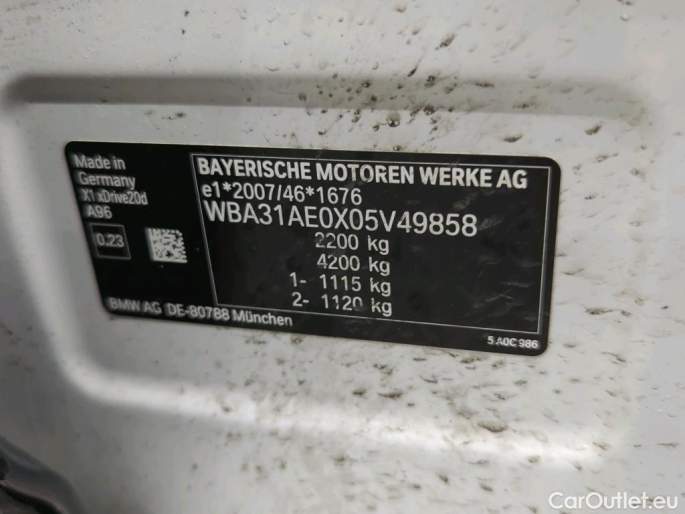 Made in
Germany
X1 xDrive20d
A96
0.23
BAYERISCHE MOTOREN WERKE AG
e1*2007/46*1676
WBA31AE0X05V49858
2200 kg
4200 kg
1- 1115 kg
2- 1120 kg
BMW AG DE-80788 München
5 A0C 986
CarOutlet.eu